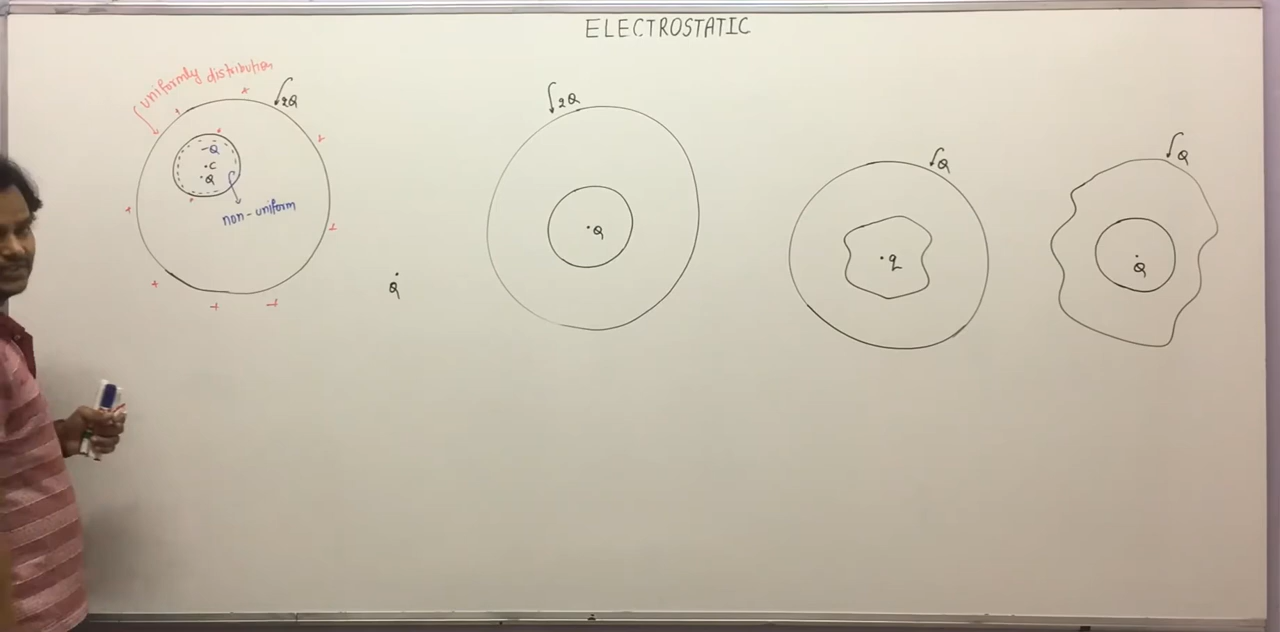 ELECTROSTATIC
uniformly distribution
2Q
-Q
.C
.Q
non-uniform
Q
2Q
.Q
Q
.q
Q
Q